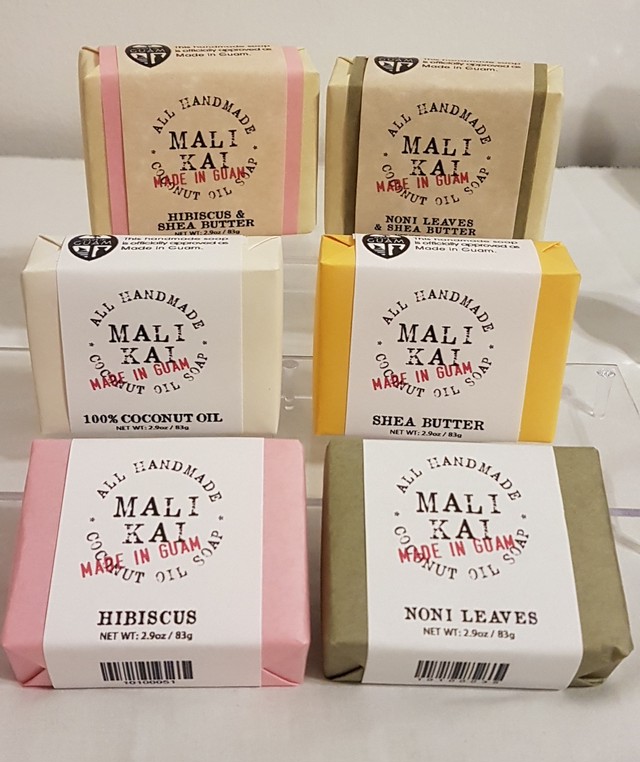 GUAM
This handmade soap
is officially approved as
Made in Guam.
ALL HANDMADE
MALI
KAI
MADE IN GUAM
COCONUT OIL SOAP
HIBISCUS &
SHEA BUTTER
NET WT: 2.9oz / 83g
GUAM
This handmade soap
is officially approved as
Made in Guam.
ALL HANDMADE
MALI
KAI
MADE IN GUAM
COCONUT OIL SOAP
NONI LEAVES
& SHEA BUTTER
GUAM
This handmade soap
is officially approved as
Made in Guam.
ALL HANDMADE
MALI
KAI
MADE IN GUAM
COCONUT OIL SOAP
100% COCONUT OIL
NET WT: 2.9oz / 83g
GUAM
This handmade soap
is officially approved as
Made in Guam.
ALL HANDMADE
MALI
KAI
MADE IN GUAM
COCONUT OIL SOAP
SHEA BUTTER
NET WT: 2.9oz / 83g
ALL HANDMADE
MALI
KAI
MADE IN GUAM
COCONUT OIL SOAP
HIBISCUS
NET WT: 2.9oz / 83g
10100051
ALL HANDMADE
MALI
KAI
MADE IN GUAM
COCONUT OIL SOAP
NONI LEAVES
NET WT: 2.9oz / 83g